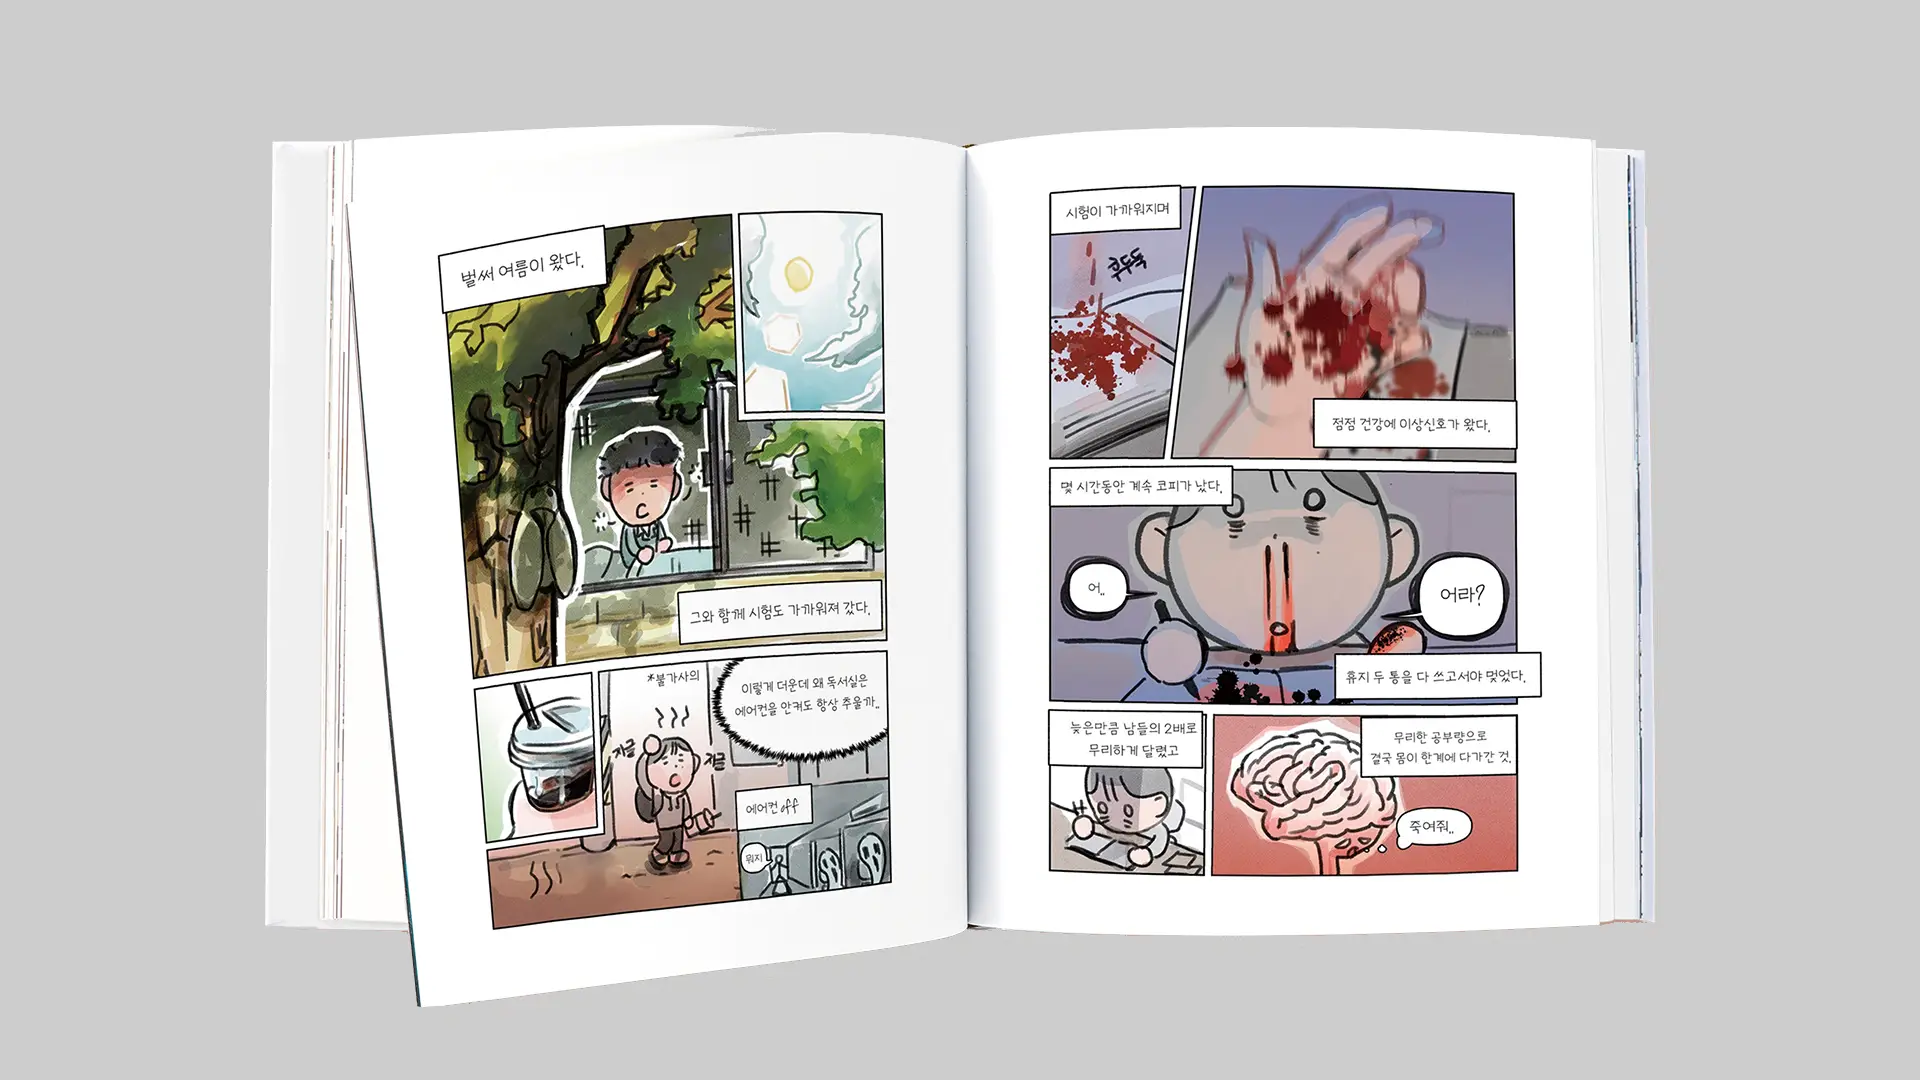 벌써 여름이 왔다.
그와 함께 시험도 가까워져 갔다.
*불가사의
지글
지글
이렇게 더운데 왜 독서실은
에어컨을 안켜도 항상 추울까..
에어컨 off
뭐지
시험이 가까워지며
후두둑
점점 건강에 이상신호가 왔다.
몇 시간동안 계속 코피가 났다.
어..
어라?
휴지 두 통을 다 쓰고서야 멎었다.
늦은만큼 남들의 2배로
무리하게 달렸고
무리한 공부량으로
결국 몸이 한계에 다가간 것.
죽여줘..